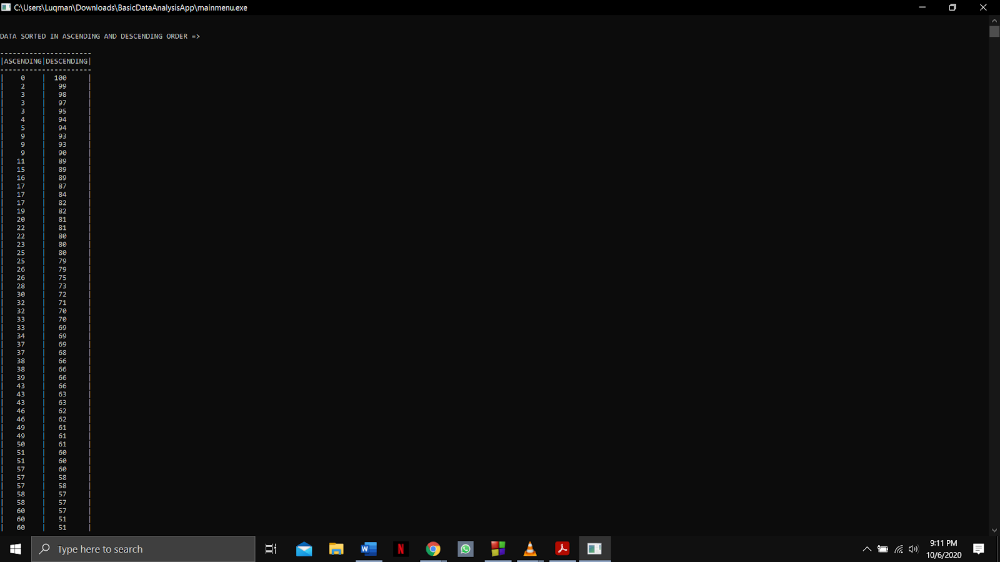 C:\Users\Luqman\Downloads\BasicDataAnalysisApp\mainmenu.exe
DATA SORTED IN ASCENDING AND DESCENDING ORDER =>
----------------------
|ASCENDING|DESCENDING|
----------------------
| 0 | 100 |
| 2 | 99 |
| 3 | 98 |
| 3 | 97 |
| 3 | 95 |
| 4 | 94 |
| 5 | 94 |
| 9 | 93 |
| 9 | 93 |
| 9 | 90 |
| 11 | 89 |
| 15 | 89 |
| 16 | 89 |
| 17 | 87 |
| 17 | 84 |
| 17 | 82 |
| 19 | 82 |
| 20 | 81 |
| 22 | 81 |
| 22 | 80 |
| 23 | 80 |
| 25 | 80 |
| 25 | 79 |
| 26 | 79 |
| 26 | 75 |
| 28 | 73 |
| 30 | 72 |
| 32 | 71 |
| 32 | 70 |
| 33 | 70 |
| 33 | 69 |
| 34 | 69 |
| 37 | 69 |
| 37 | 68 |
| 38 | 66 |
| 38 | 66 |
| 39 | 66 |
| 43 | 66 |
| 43 | 63 |
| 43 | 63 |
| 46 | 62 |
| 46 | 62 |
| 49 | 61 |
| 49 | 61 |
| 50 | 61 |
| 51 | 60 |
| 51 | 60 |
| 57 | 60 |
| 57 | 58 |
| 57 | 58 |
| 58 | 57 |
| 58 | 57 |
| 60 | 57 |
| 60 | 51 |
| 60 | 51 |
Type here to search
W
N
9:11 PM
10/6/2020